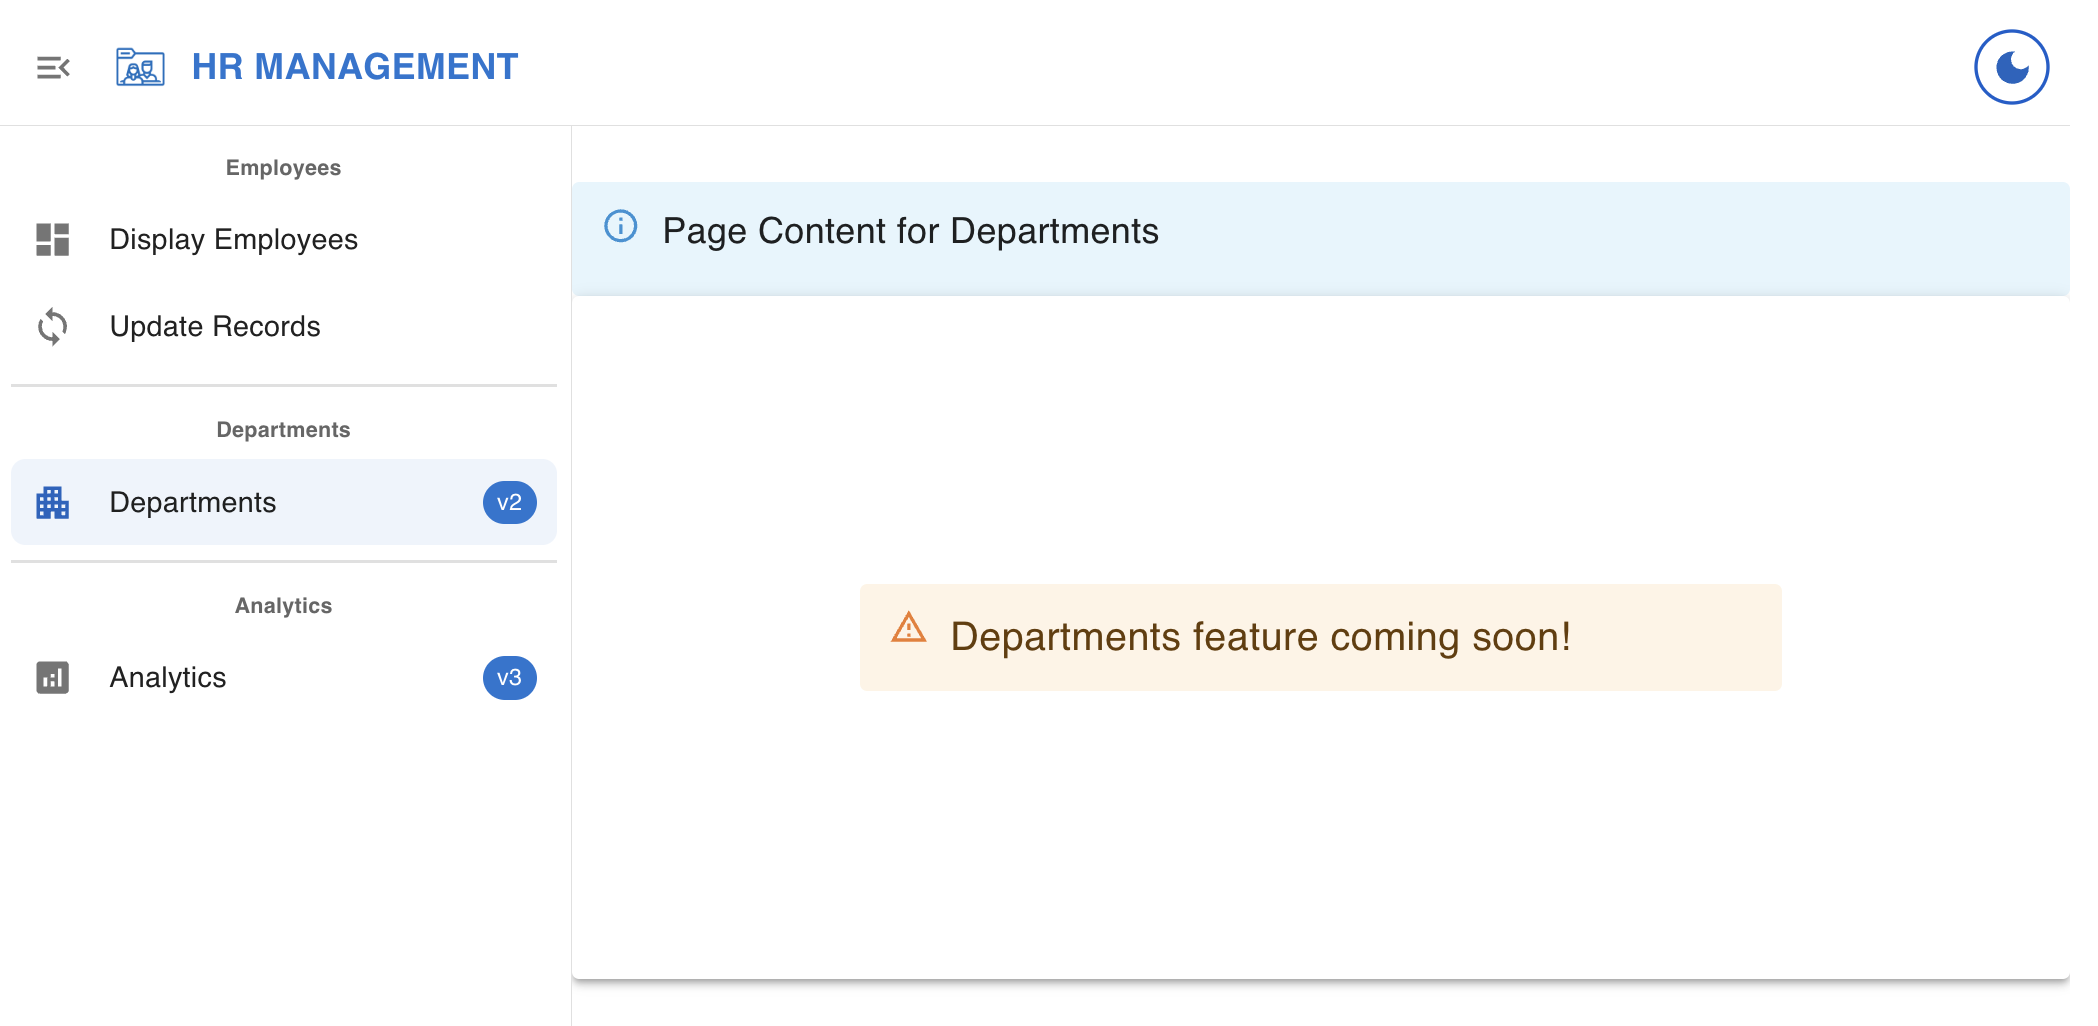 HR MANAGEMENT
Employees
Display Employees
Update Records
Departments
Departments v2
Analytics
Analytics v3
Page Content for Departments
Departments feature coming soon!